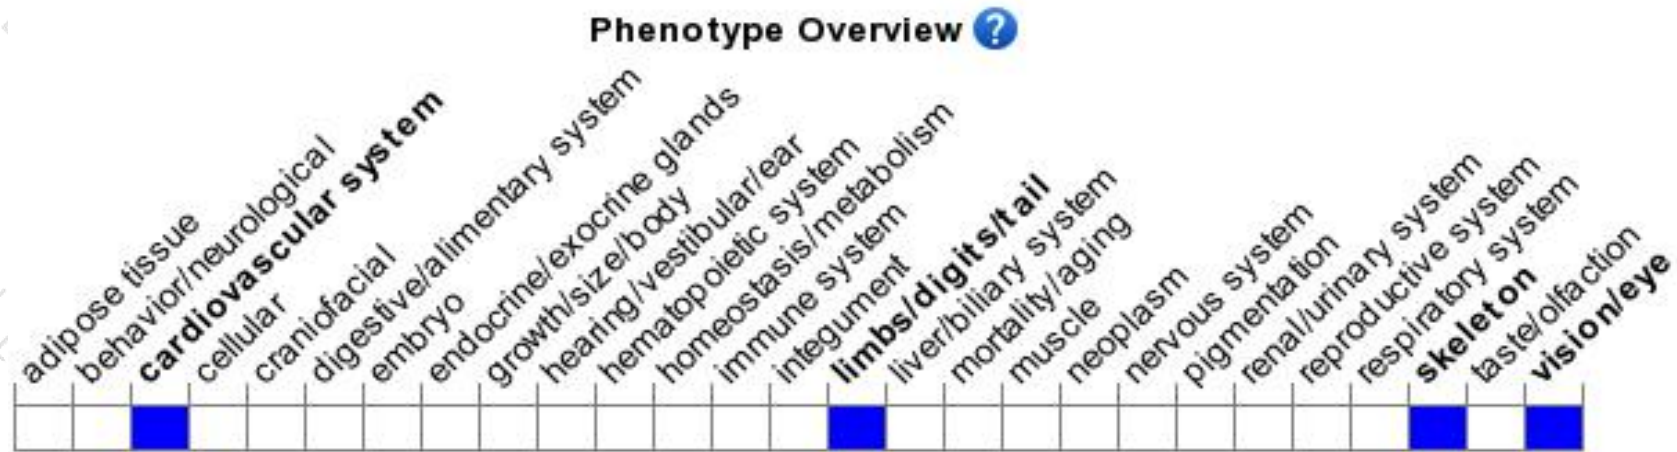 Phenotype Overview ?
adipose tissue
behavior/neurological
cardiovascular system
cellular
craniofacial
digestive/alimentary system
embryo
endocrine/exocrine glands
growth/size/body
hearing/vestibular/ear
hematopoietic system
homeostasis/metabolism
immune system
integument
limbs/digits/tail
liver/biliary system
mortality/aging
muscle
neoplasm
nervous system
pigmentation
renal/urinary system
reproductive system
respiratory system
skeleton
taste/olfaction
vision/eye